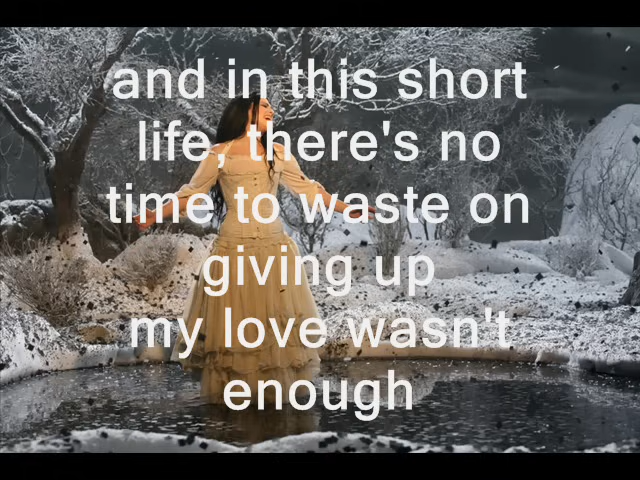 and in this short
life, there's no
time to waste on
giving up
my love wasn't
enough